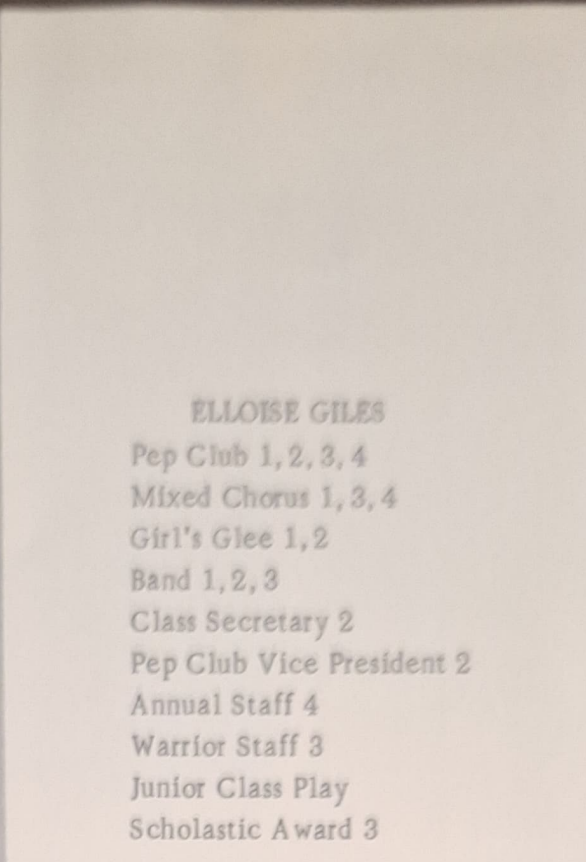 ELLOISE GILES
Pep Club 1, 2, 3, 4
Mixed Chorus 1, 3, 4
Girl's Glee 1, 2
Band 1, 2, 3
Class Secretary 2
Pep Club Vice President 2
Annual Staff 4
Warrior Staff 3
Junior Class Play
Scholastic Award 3